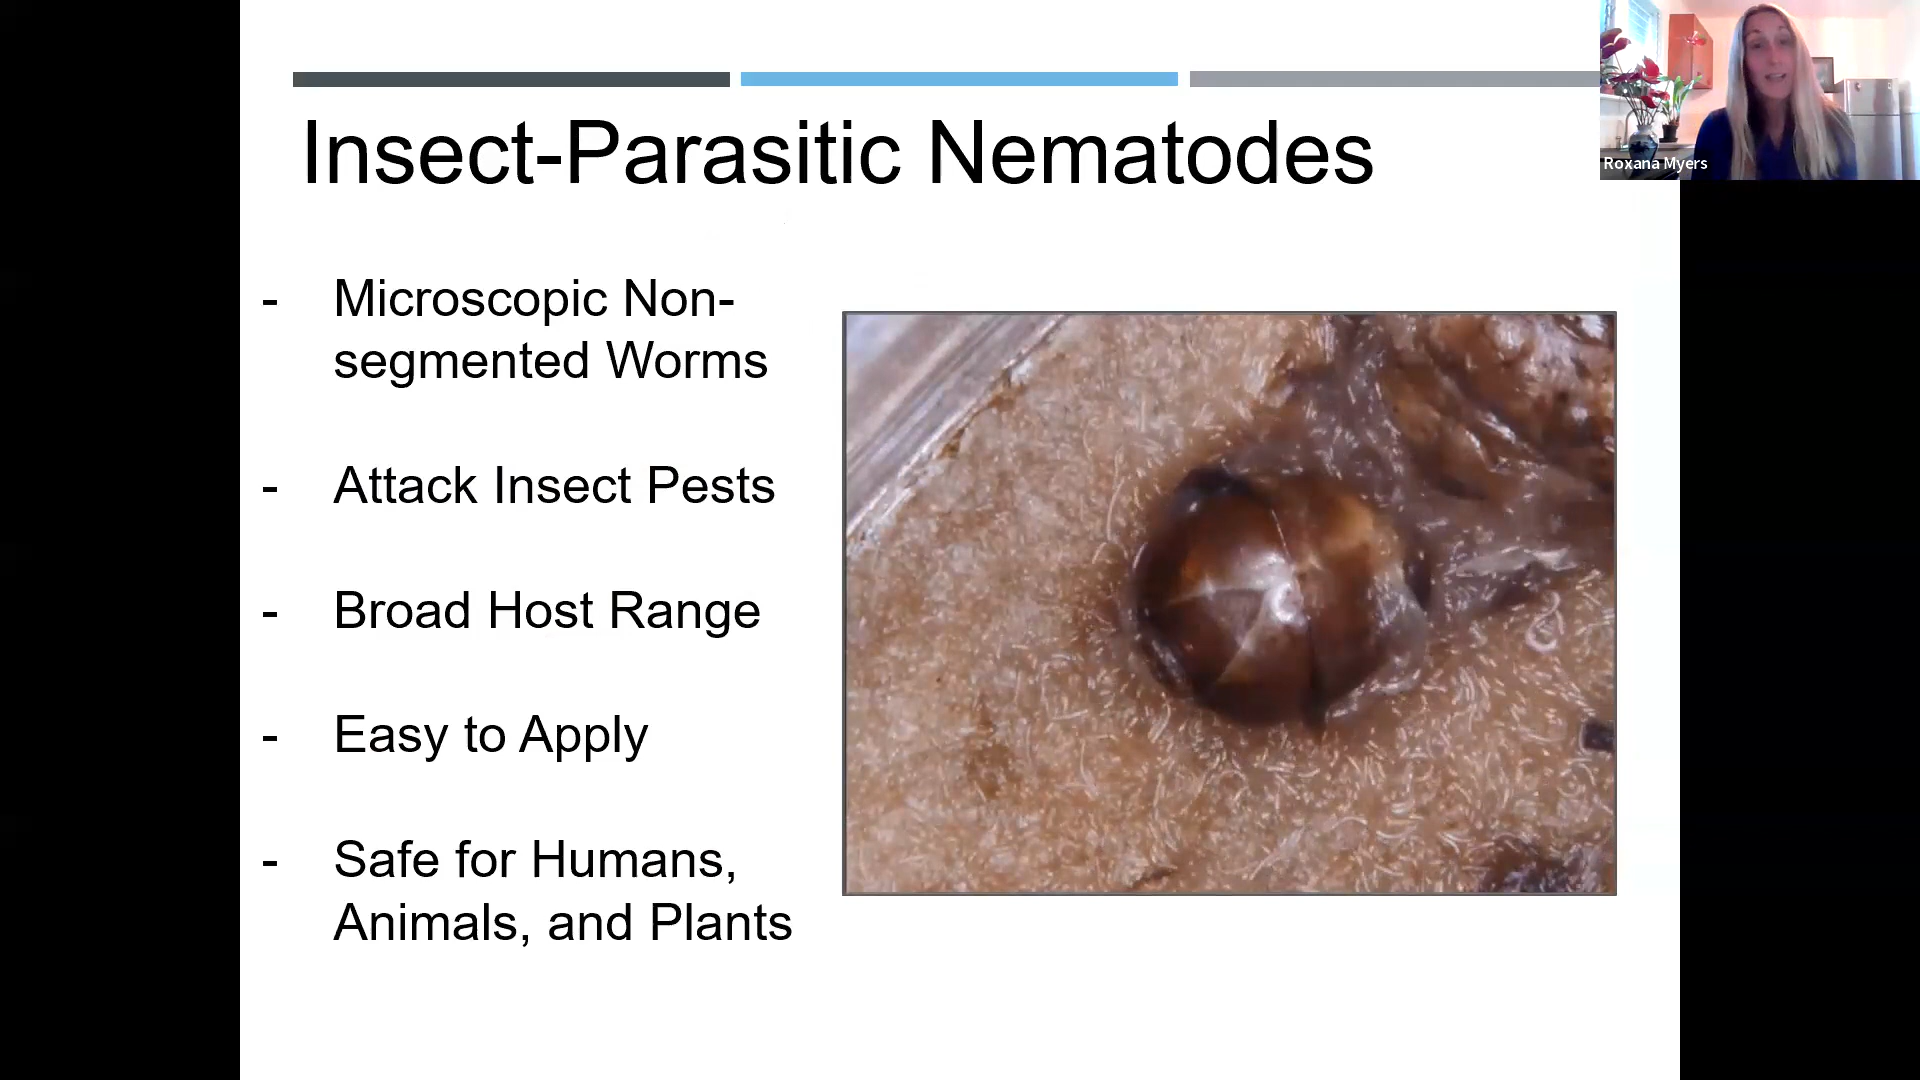 Insect-Parasitic Nematodes
- Microscopic Non-
segmented Worms
- Attack Insect Pests
- Broad Host Range
- Easy to Apply
- Safe for Humans,
Animals, and Plants
Roxana Myers